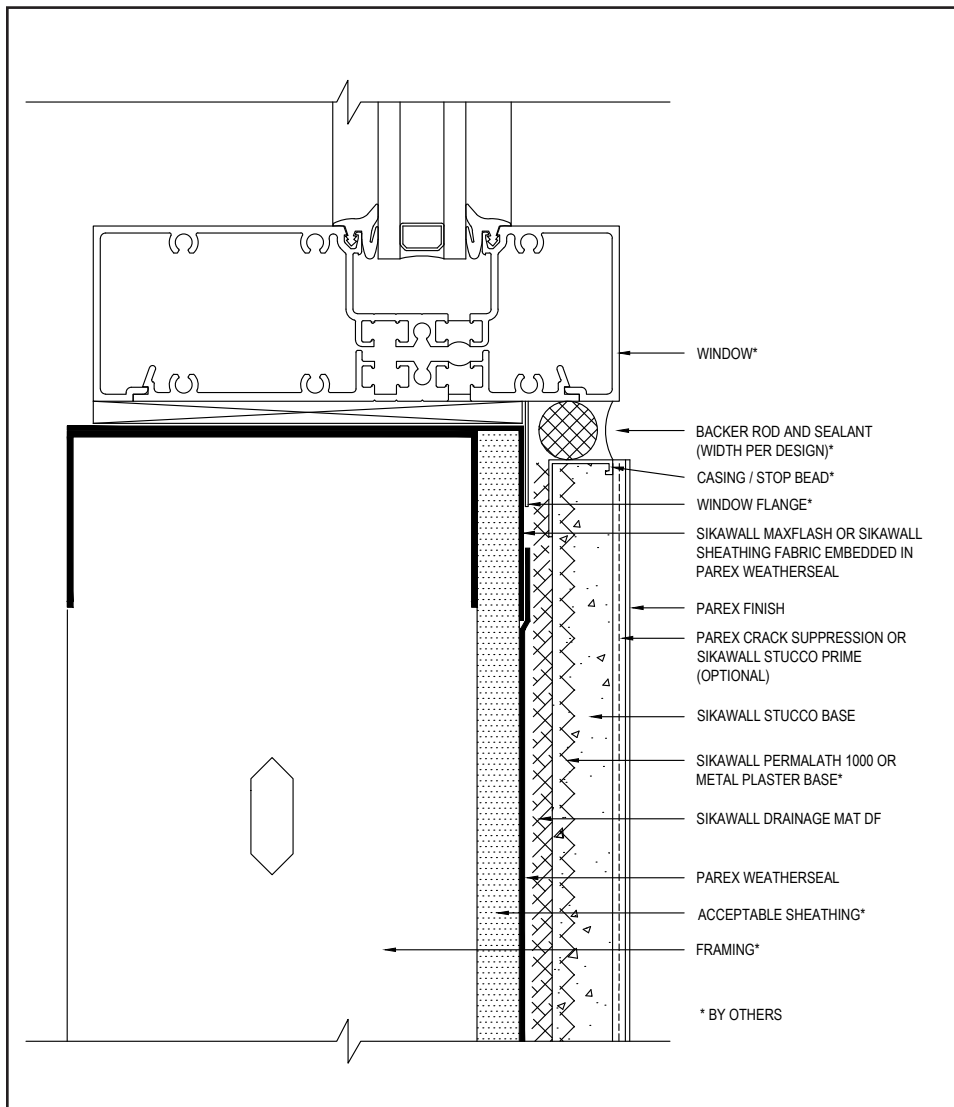 WINDOW*
BACKER ROD AND SEALANT
(WIDTH PER DESIGN)*
CASING / STOP BEAD*
WINDOW FLANGE*
SIKAWALL MAXFLASH OR SIKAWALL
SHEATHING FABRIC EMBEDDED IN
PAREX WEATHERSEAL
PAREX FINISH
PAREX CRACK SUPPRESSION OR
SIKAWALL STUCCO PRIME
(OPTIONAL)
SIKAWALL STUCCO BASE
SIKAWALL PERMALATH 1000 OR
METAL PLASTER BASE*
SIKAWALL DRAINAGE MAT DF
PAREX WEATHERSEAL
ACCEPTABLE SHEATHING*
FRAMING*
* BY OTHERS